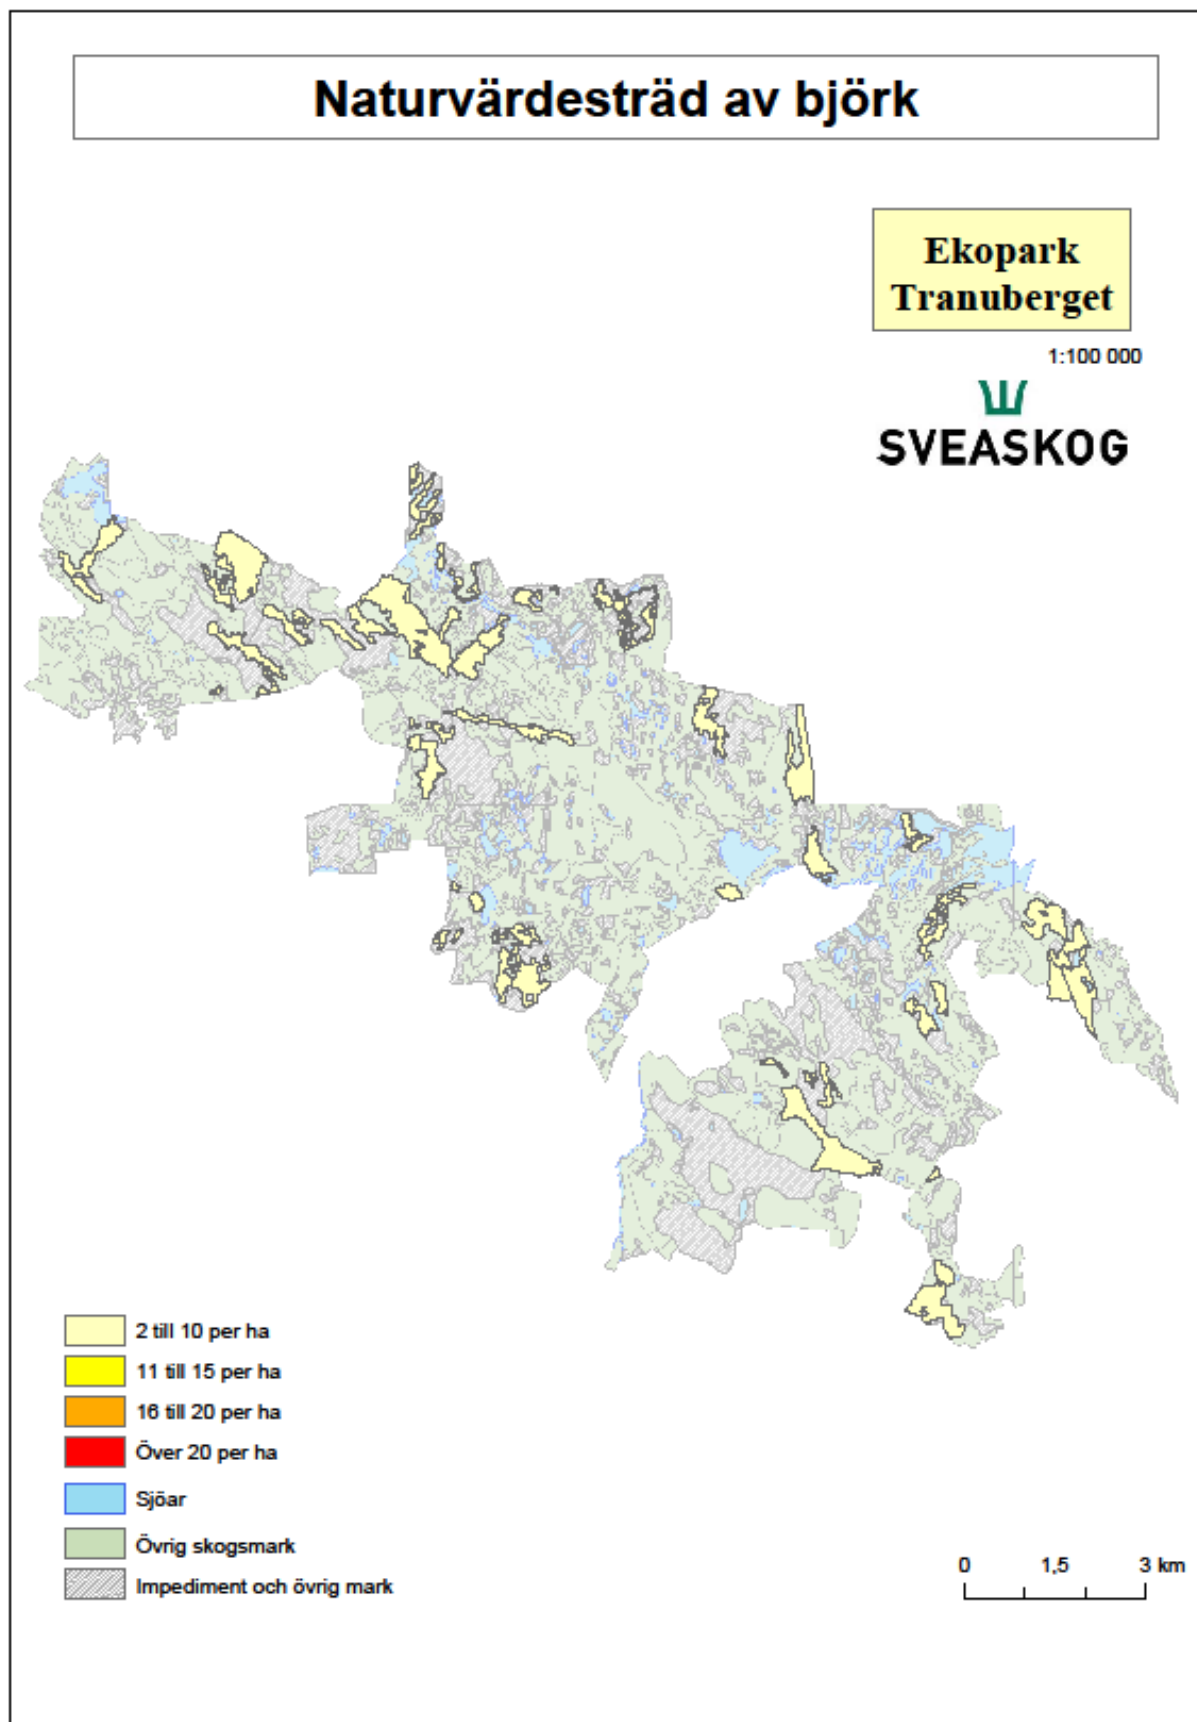 Naturvärdesträd av björk
Ekopark
Tranuberget
1:100 000
SVEASKOG
2 till 10 per ha
11 till 15 per ha
16 till 20 per ha
Över 20 per ha
Sjöar
Övrig skogsmark
Impediment och övrig mark
0 1,5 3 km